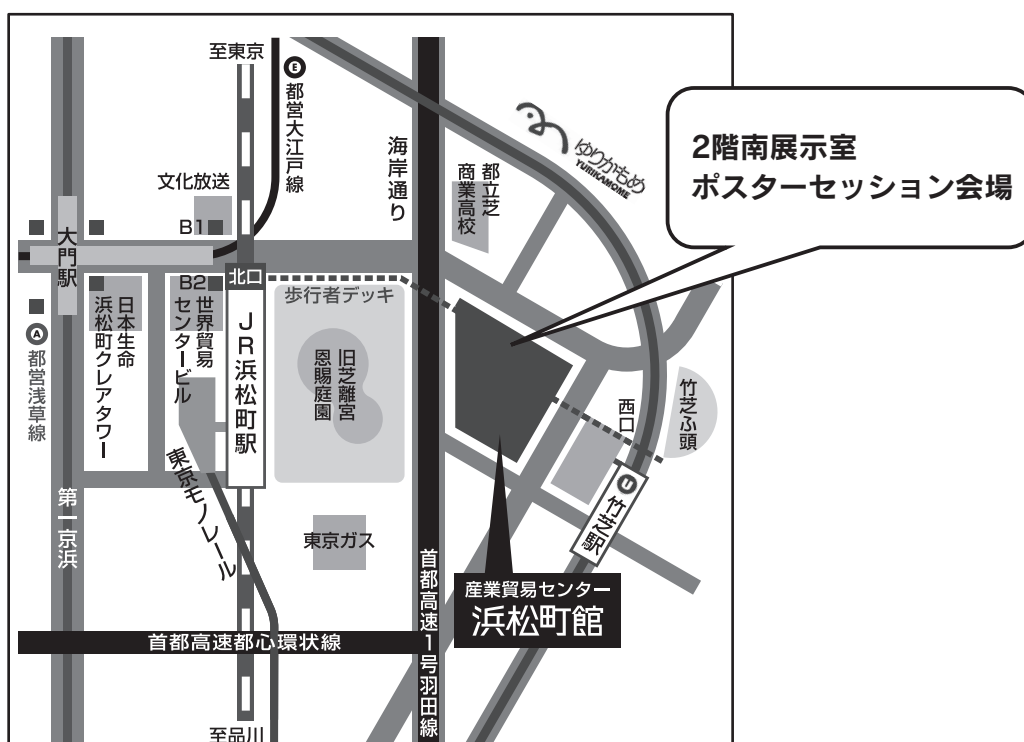 至東京
E
都営大江戸線
海岸通り
ゆりかもめ
YURIKAMOME
2階南展示室
ポスターセッション会場
文化放送
都立芝
商業高校
B1
大門駅
B2
北口
歩行者デッキ
日本生命
浜松町クレアタワー
世界貿易
センタービル
JR浜松町駅
旧芝離宮
恩賜庭園
A
都営浅草線
西口
竹芝ふ頭
東京モノレール
第一京浜
U
竹芝駅
東京ガス
首都高速1号羽田線
産業貿易センター
浜松町館
首都高速都心環状線
至品川